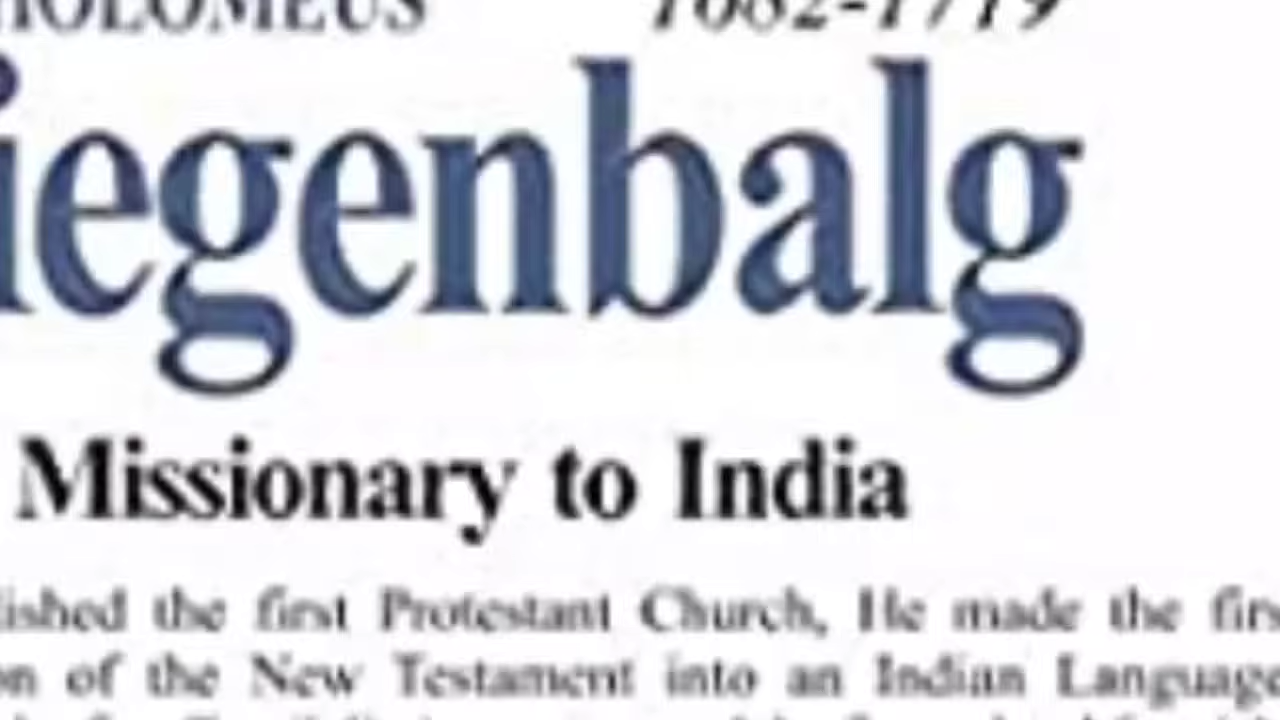 HOLOMEUS 1682-1719
iegenbalg
Missionary to India
ished the first Protestant Church, He made the firs
on of the New Testament into an Indian Language